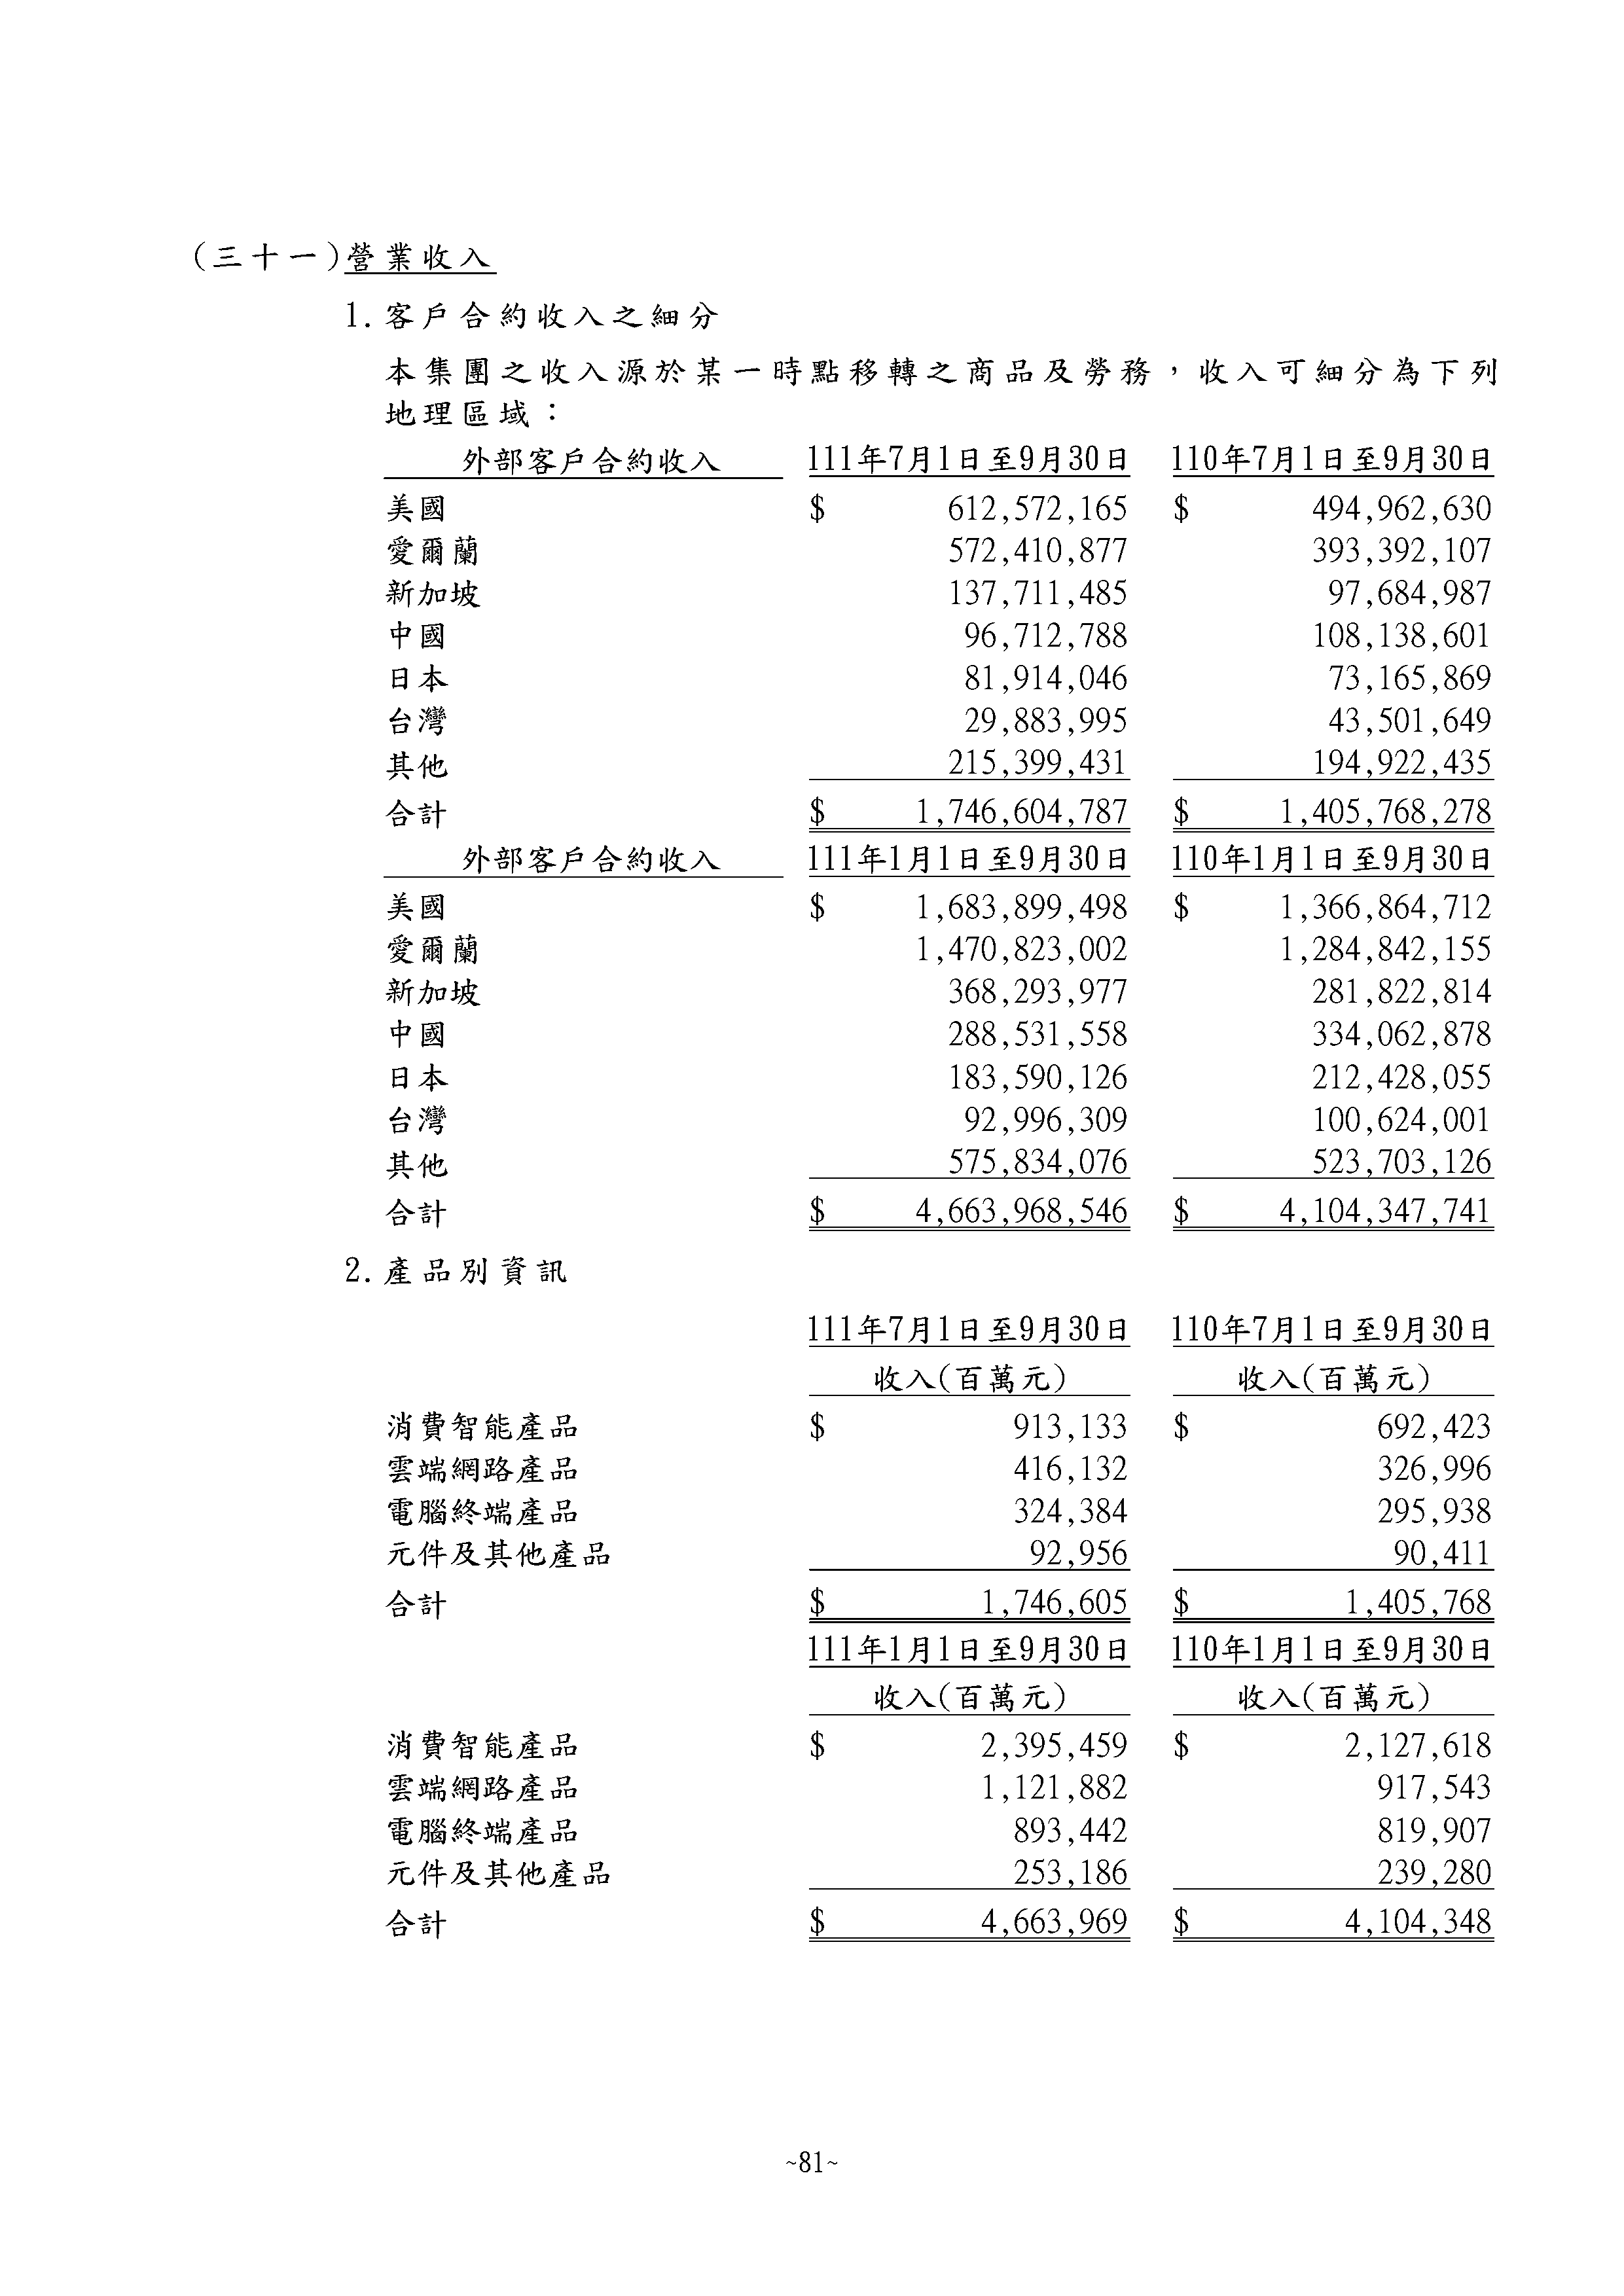 (三十一)營業收入
1.客戶合約收入之細分
本集團之收入源於某一時點移轉之商品及勞務，收入可細分為下列
地理區域：
外部客戶合約收入 111年7月1日至9月30日 110年7月1日至9月30日
美國 $ 612,572,165 $ 494,962,630
愛爾蘭 572,410,877 393,392,107
新加坡 137,711,485 97,684,987
中國 96,712,788 108,138,601
日本 81,914,046 73,165,869
台灣 29,883,995 43,501,649
其他 215,399,431 194,922,435
合計 $ 1,746,604,787 $ 1,405,768,278
外部客戶合約收入 111年1月1日至9月30日 110年1月1日至9月30日
美國 $ 1,683,899,498 $ 1,366,864,712
愛爾蘭 1,470,823,002 1,284,842,155
新加坡 368,293,977 281,822,814
中國 288,531,558 334,062,878
日本 183,590,126 212,428,055
台灣 92,996,309 100,624,001
其他 575,834,076 523,703,126
合計 $ 4,663,968,546 $ 4,104,347,741
2.產品別資訊
111年7月1日至9月30日 110年7月1日至9月30日
收入(百萬元) 收入(百萬元)
消費智能產品 $ 913,133 $ 692,423
雲端網路產品 416,132 326,996
電腦終端產品 324,384 295,938
元件及其他產品 92,956 90,411
合計 $ 1,746,605 $ 1,405,768
111年1月1日至9月30日 110年1月1日至9月30日
收入(百萬元) 收入(百萬元)
消費智能產品 $ 2,395,459 $ 2,127,618
雲端網路產品 1,121,882 917,543
電腦終端產品 893,442 819,907
元件及其他產品 253,186 239,280
合計 $ 4,663,969 $ 4,104,348
~81~